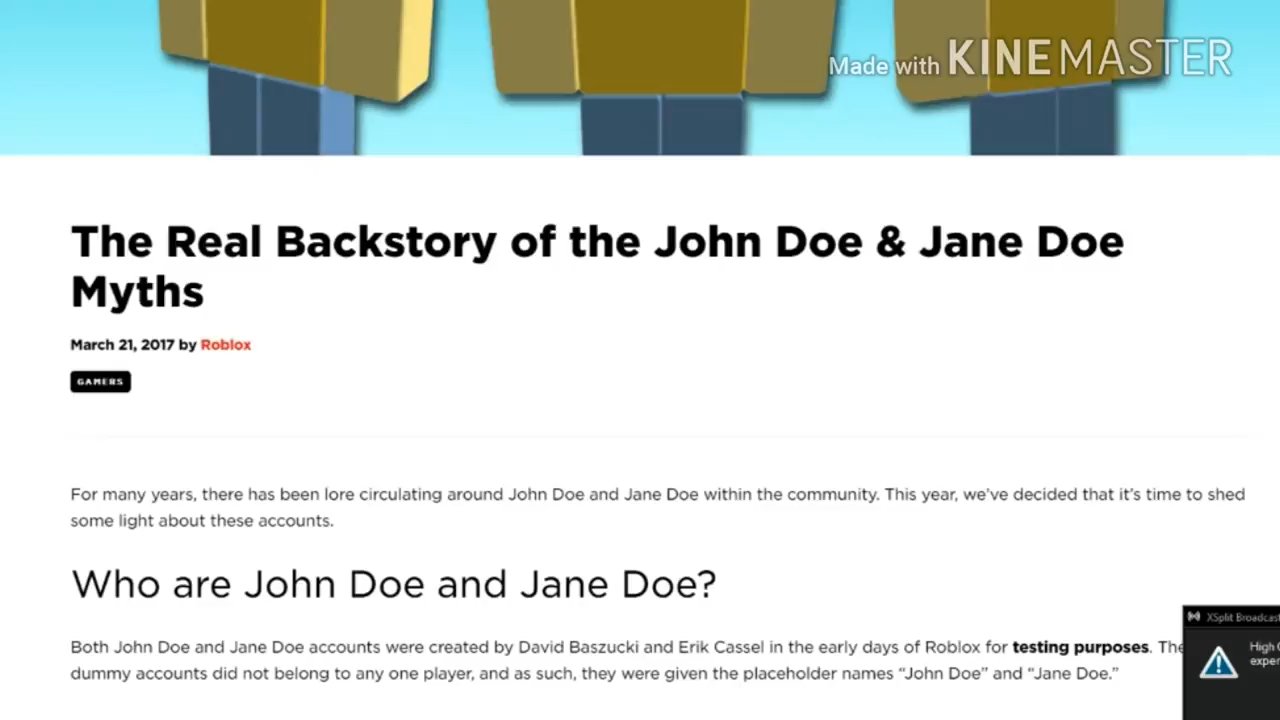 Made with KINEMASTER
The Real Backstory of the John Doe & Jane Doe
Myths
March 21, 2017 by Roblox
GAMERS
For many years, there has been lore circulating around John Doe and Jane Doe within the community. This year, we've decided that it's time to shed
some light about these accounts.
Who are John Doe and Jane Doe?
Both John Doe and Jane Doe accounts were created by David Baszucki and Erik Cassel in the early days of Roblox for testing purposes. The
dummy accounts did not belong to any one player, and as such, they were given the placeholder names “John Doe” and “Jane Doe.”
XSplit Broadcast
High